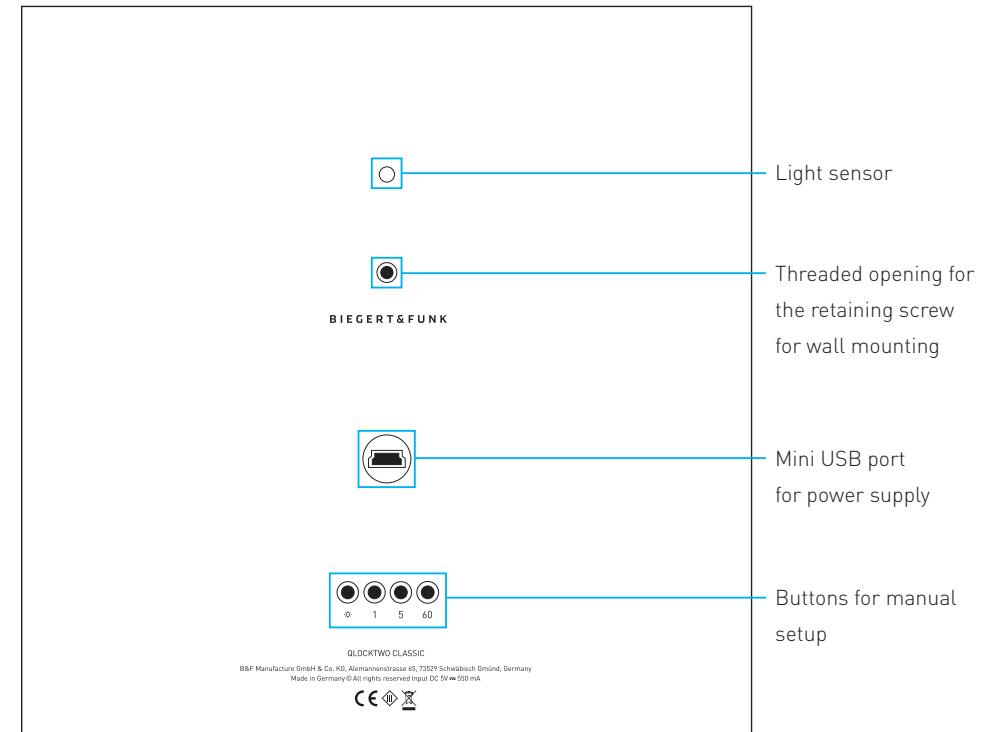 Light sensor
Threaded opening for
the retaining screw
for wall mounting
BIEGERT&FUNK
Mini USB port
for power supply
Buttons for manual
setup
1 5 60
QLOCKTWO CLASSIC
B&F Manufacture GmbH & Co. KG, Alemannenstrasse 65, 73529 Schwäbisch Gmünd, Germany
Made in Germany © All rights reserved Input DC 5V ⎓ 550 mA
CE III